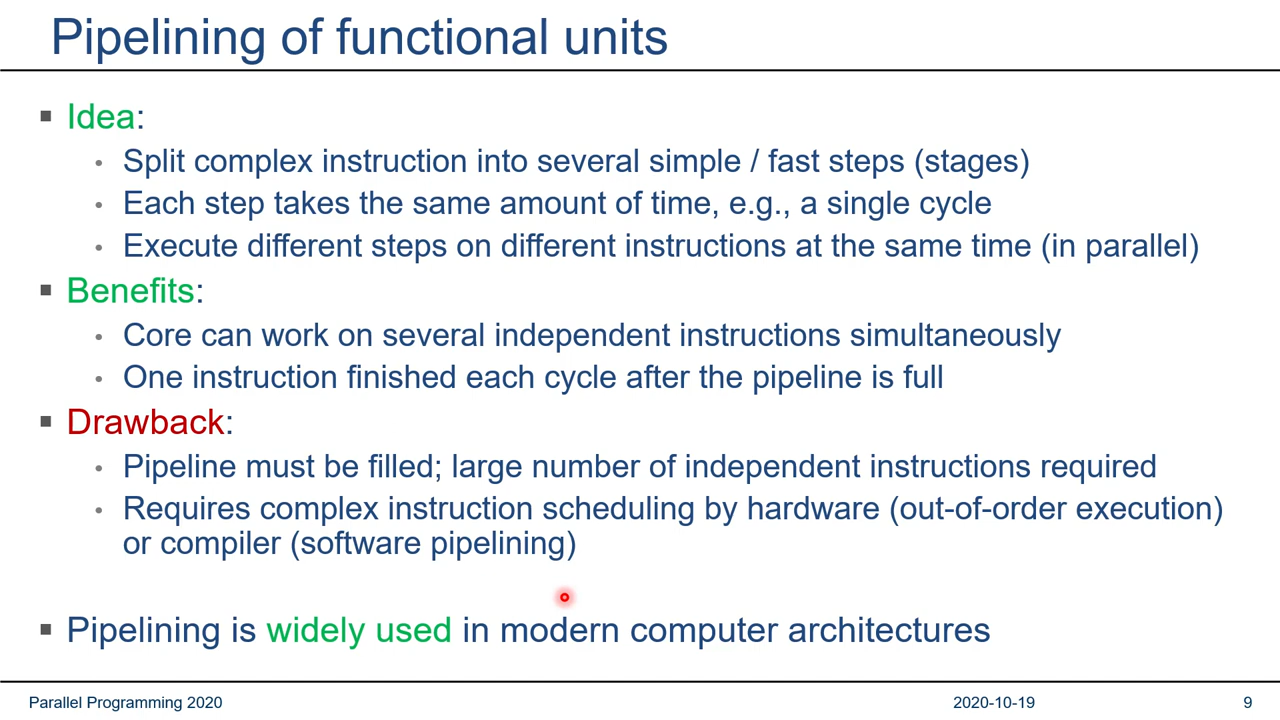 Pipelining of functional units
▪ Idea:
• Split complex instruction into several simple / fast steps (stages)
• Each step takes the same amount of time, e.g., a single cycle
• Execute different steps on different instructions at the same time (in parallel)
▪ Benefits:
• Core can work on several independent instructions simultaneously
• One instruction finished each cycle after the pipeline is full
▪ Drawback:
• Pipeline must be filled; large number of independent instructions required
• Requires complex instruction scheduling by hardware (out-of-order execution)
or compiler (software pipelining)
▪ Pipelining is widely used in modern computer architectures
Parallel Programming 2020 2020-10-19 9